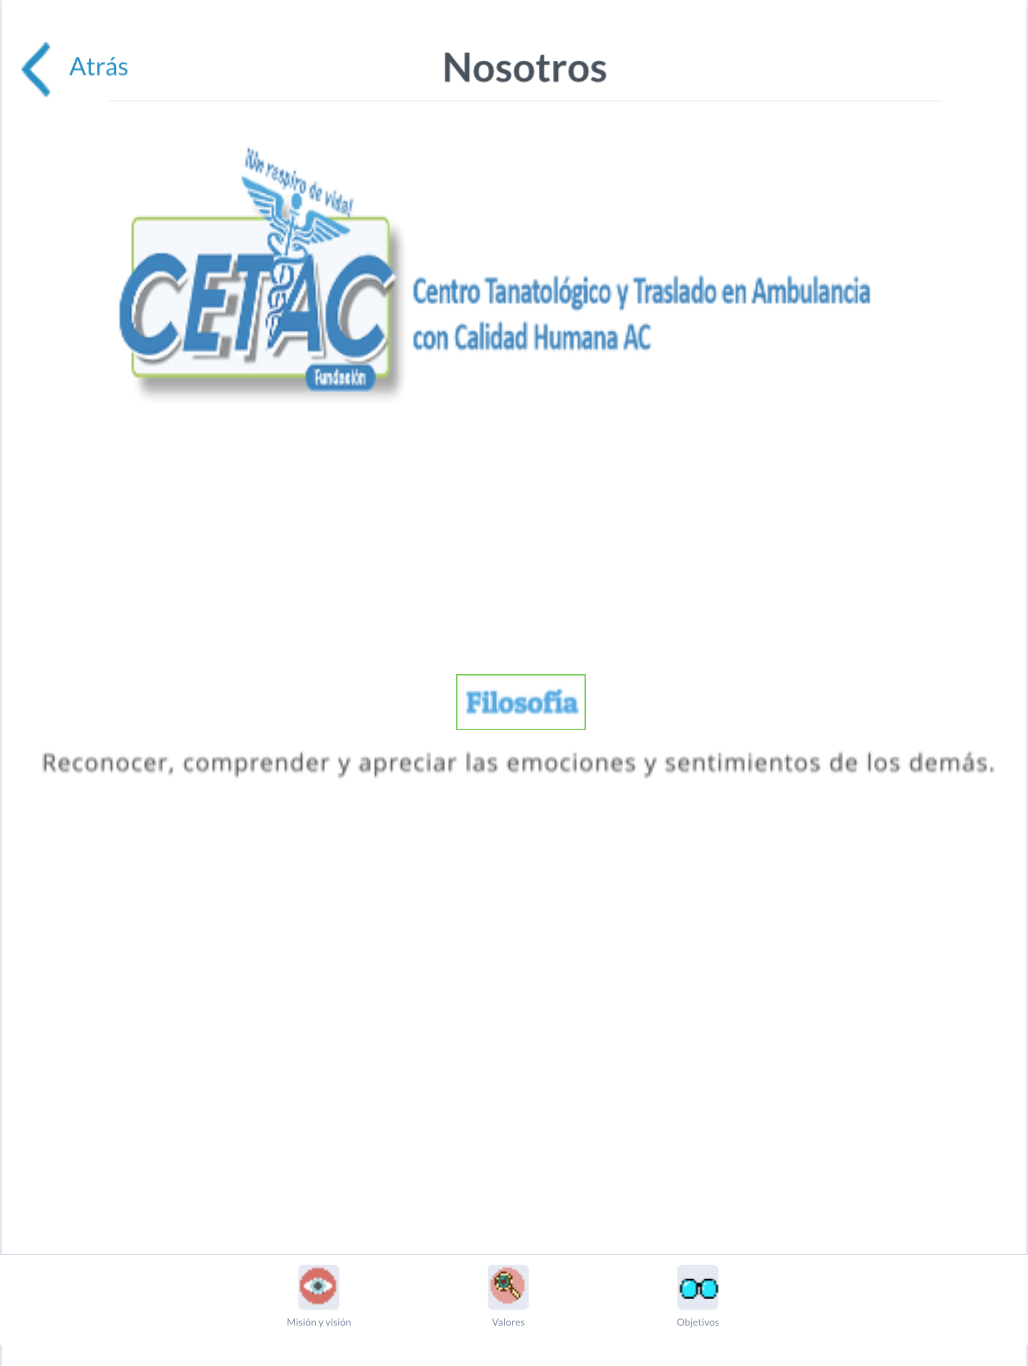 Atrás
Nosotros
¡Un respiro de vida!
CETAC
Fundación
Centro Tanatológico y Traslado en Ambulancia
con Calidad Humana AC
Filosofía
Reconocer, comprender y apreciar las emociones y sentimientos de los demás.
Misión y visión
Valores
Objetivos